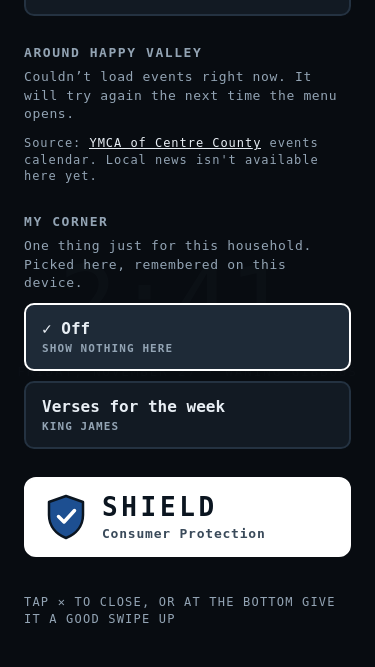 AROUND HAPPY VALLEY
Couldn’t load events right now. It
will try again the next time the menu
opens.
Source: YMCA of Centre County events
calendar. Local news isn't available
here yet.
MY CORNER
One thing just for this household.
Picked here, remembered on this
device.
✓ Off
SHOW NOTHING HERE
Verses for the week
KING JAMES
SHIELD
Consumer Protection
TAP × TO CLOSE, OR AT THE BOTTOM GIVE
IT A GOOD SWIPE UP